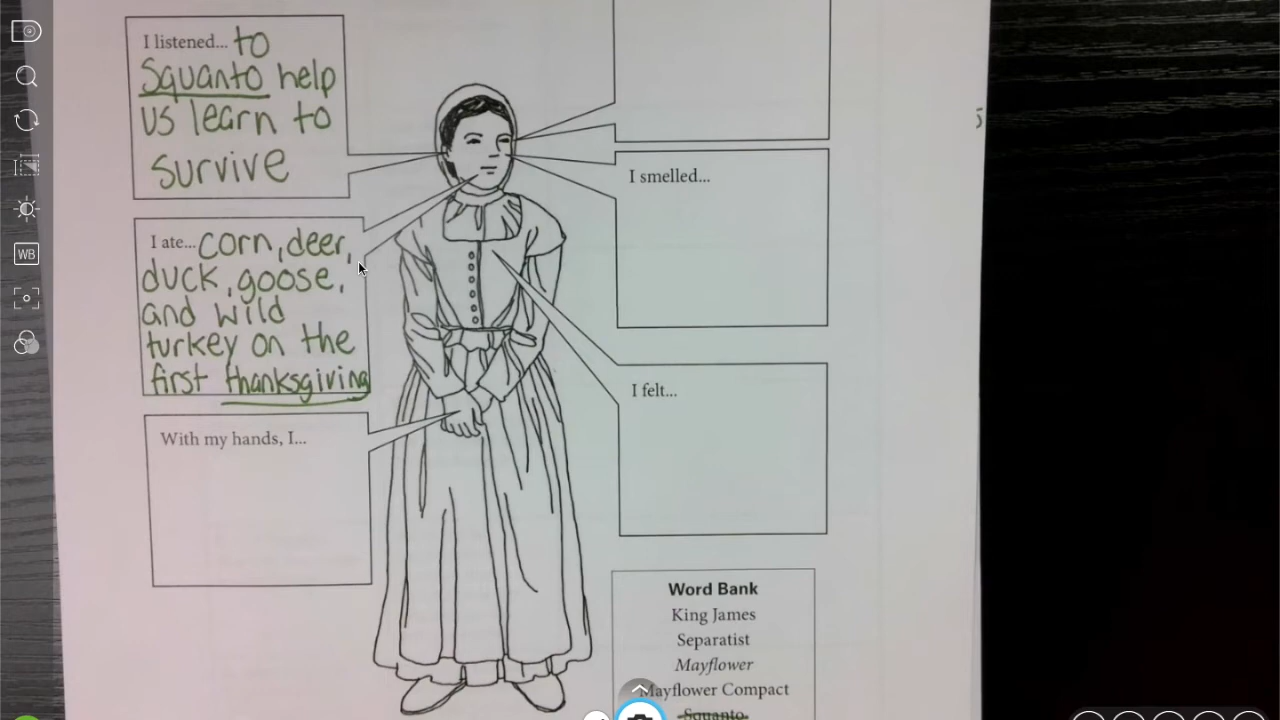 I listened... to
Squanto help
us learn to
survive
I ate... corn, deer,
duck, goose,
and wild
turkey on the
first thanksgiving
With my hands, I...
I smelled...
I felt...
Word Bank
King James
Separatist
Mayflower
Mayflower Compact
Squanto
WB